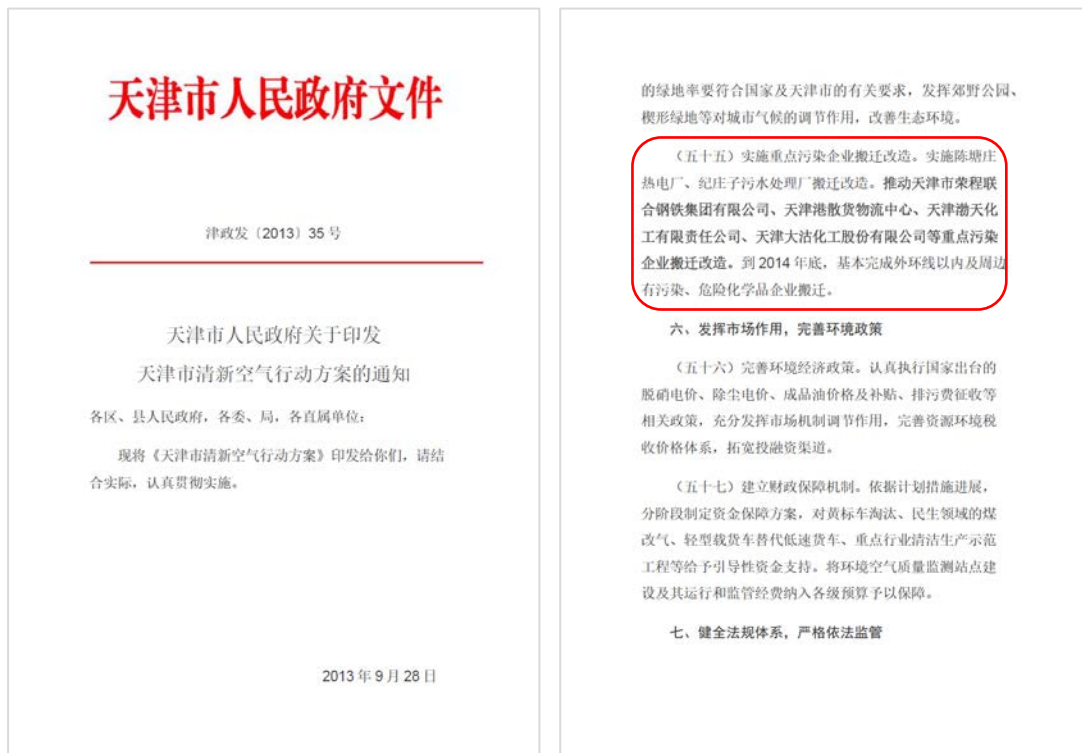 天津市人民政府文件
津政发〔2013〕35号
天津市人民政府关于印发
天津市清新空气行动方案的通知
各区、县人民政府，各委、局，各直属单位：
现将《天津市清新空气行动方案》印发给你们，请结
合实际，认真贯彻实施。
2013年9月28日
的绿地率要符合国家及天津市的有关要求，发挥郊野公园、
楔形绿地等对城市气候的调节作用，改善生态环境。
（五十五）实施重点污染企业搬迁改造。实施陈塘庄
热电厂、纪庄子污水处理厂搬迁改造。推动天津市荣程联
合钢铁集团有限公司、天津港散货物流中心、天津渤天化
工有限责任公司、天津大沽化工股份有限公司等重点污染
企业搬迁改造。到2014年底，基本完成外环线以内及周边
有污染、危险化学品企业搬迁。
六、发挥市场作用，完善环境政策
（五十六）完善环境经济政策。认真执行国家出台的
脱硝电价、除尘电价、成品油价格及补贴、排污费征收等
相关政策，充分发挥市场机制调节作用，完善资源环境税
收价格体系，拓宽投融资渠道。
（五十七）建立财政保障机制。依据计划措施进展，
分阶段制定资金保障方案，对黄标车淘汰、民生领域的煤
改气、轻型载货车替代低速货车、重点行业清洁生产示范
工程等给予引导性资金支持。将环境空气质量监测站点建
设及其运行和监管经费纳入各级预算予以保障。
七、健全法规体系，严格依法监管